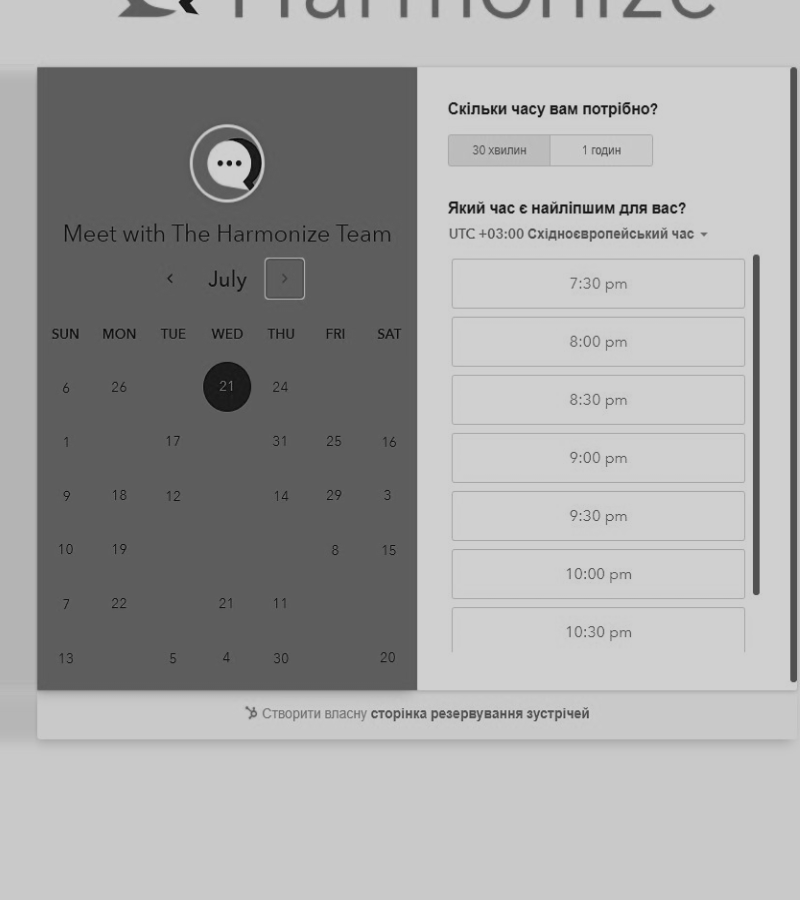 Harmonize
Meet with The Harmonize Team
July
SUN MON TUE WED THU FRI SAT
6 26 21 24
1 17 31 25 16
9 18 12 14 29 3
10 19 8 15
7 22 21 11
13 5 4 30 20
Скільки часу вам потрібно?
30 хвилин 1 годин
Який час є найліпшим для вас?
UTC +03:00 Східноєвропейський час
7:30 pm
8:00 pm
8:30 pm
9:00 pm
9:30 pm
10:00 pm
10:30 pm
Створити власну сторінка резервування зустрічей